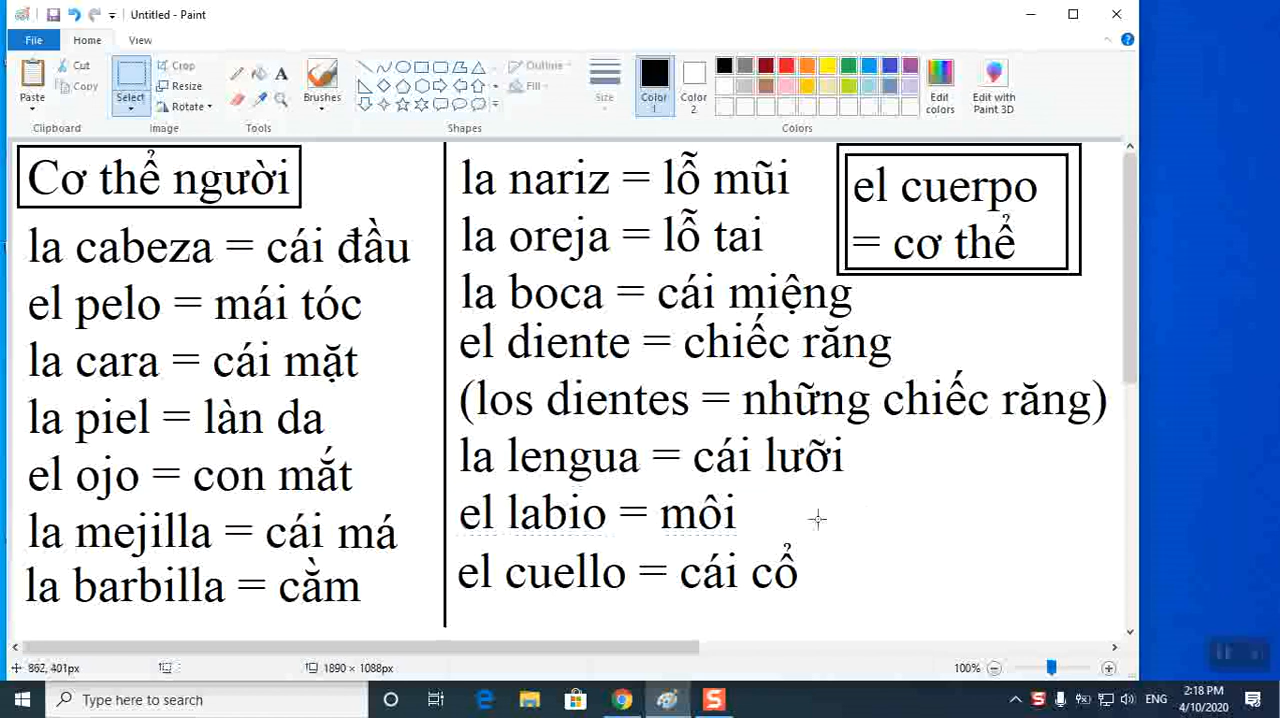 Untitled - Paint
File Home View
Paste
Cut
Copy
Clipboard
Select
Crop
Resize
Rotate
Image
Tools
Brushes
Shapes
Outline
Fill
Size
Color 1
Color 2
Edit colors
Edit with Paint 3D
Colors
Cơ thể người
la cabeza = cái đầu
el pelo = mái tóc
la cara = cái mặt
la piel = làn da
el ojo = con mắt
la mejilla = cái má
la barbilla = cằm
la nariz = lỗ mũi
la oreja = lỗ tai
la boca = cái miệng
el diente = chiếc răng
(los dientes = những chiếc răng)
la lengua = cái lưỡi
el labio = môi
el cuello = cái cổ
el cuerpo
= cơ thể
862, 401px
1890 × 1088px
100%
Type here to search
ENG
2:18 PM
4/10/2020